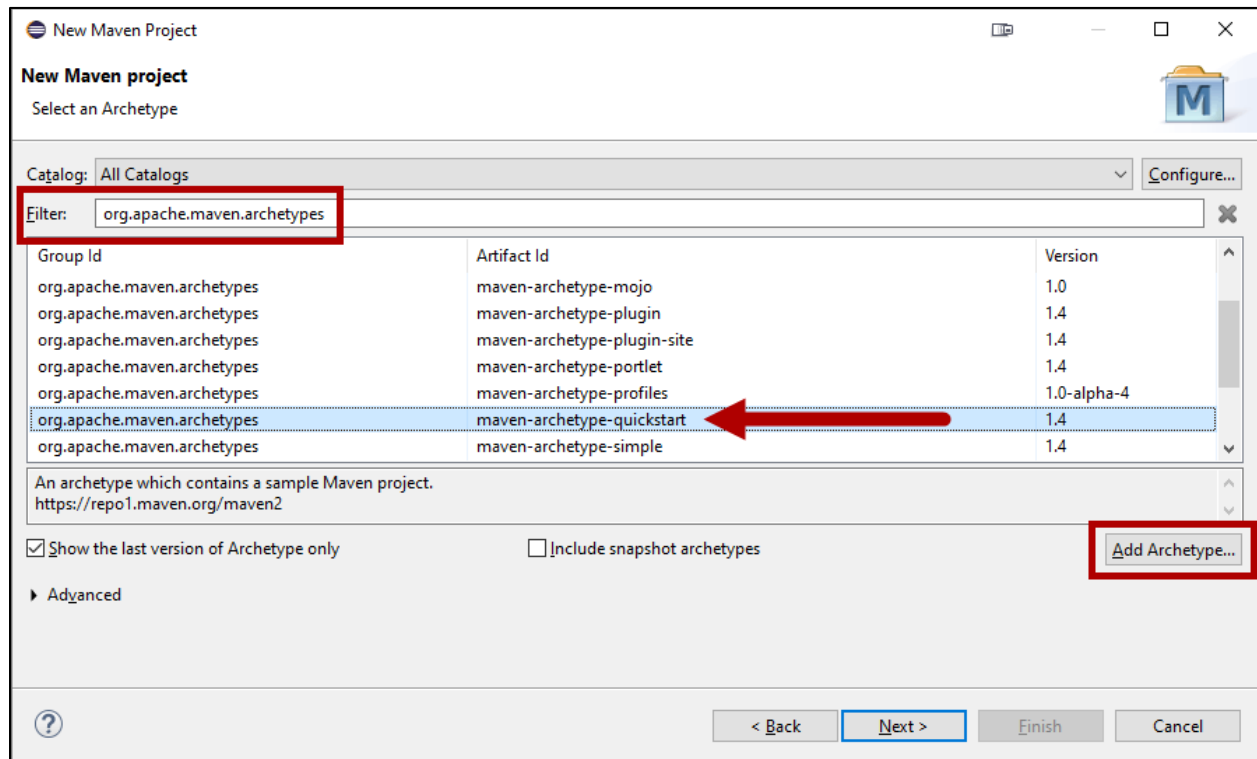 New Maven Project
New Maven project
Select an Archetype
M
Catalog: All Catalogs Configure...
Filter: org.apache.maven.archetypes
Group Id Artifact Id Version
org.apache.maven.archetypes maven-archetype-mojo 1.0
org.apache.maven.archetypes maven-archetype-plugin 1.4
org.apache.maven.archetypes maven-archetype-plugin-site 1.4
org.apache.maven.archetypes maven-archetype-portlet 1.4
org.apache.maven.archetypes maven-archetype-profiles 1.0-alpha-4
org.apache.maven.archetypes maven-archetype-quickstart 1.4
org.apache.maven.archetypes maven-archetype-simple 1.4
An archetype which contains a sample Maven project.
https://repo1.maven.org/maven2
Show the last version of Archetype only Include snapshot archetypes Add Archetype...
Advanced
? < Back Next > Finish Cancel